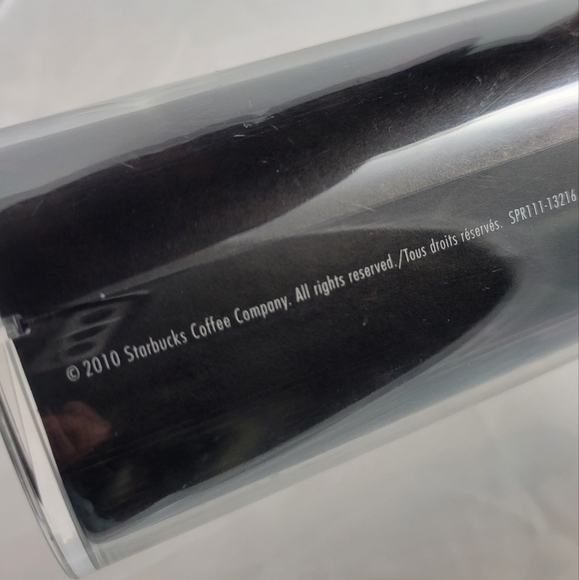 © 2010 Starbucks Coffee Company. All rights reserved./Tous droits réservés. SPR111-13216